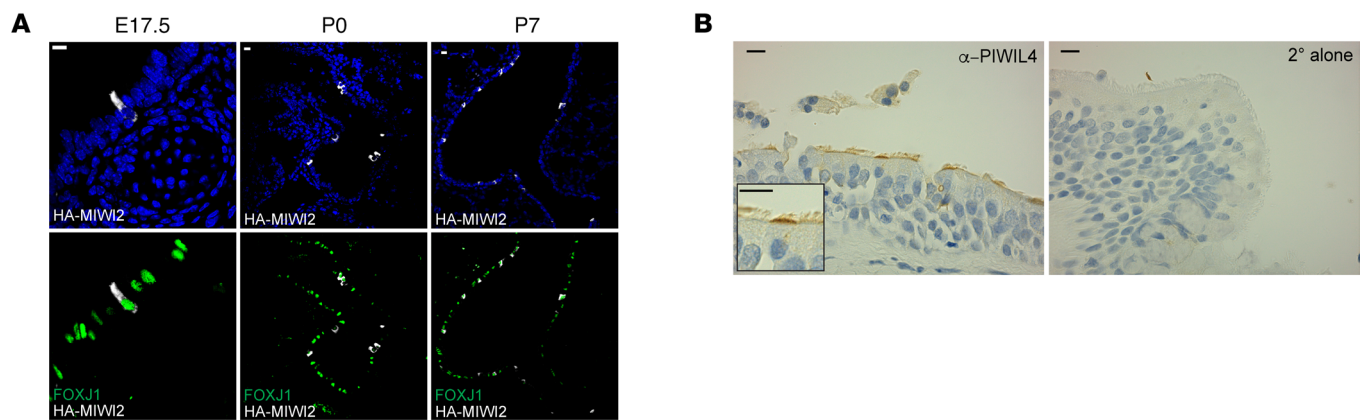 A
E17.5
P0
P7
HA-MIWI2
HA-MIWI2
HA-MIWI2
FOXJ1
HA-MIWI2
FOXJ1
HA-MIWI2
FOXJ1
HA-MIWI2
B
α–PIWIL4
2° alone